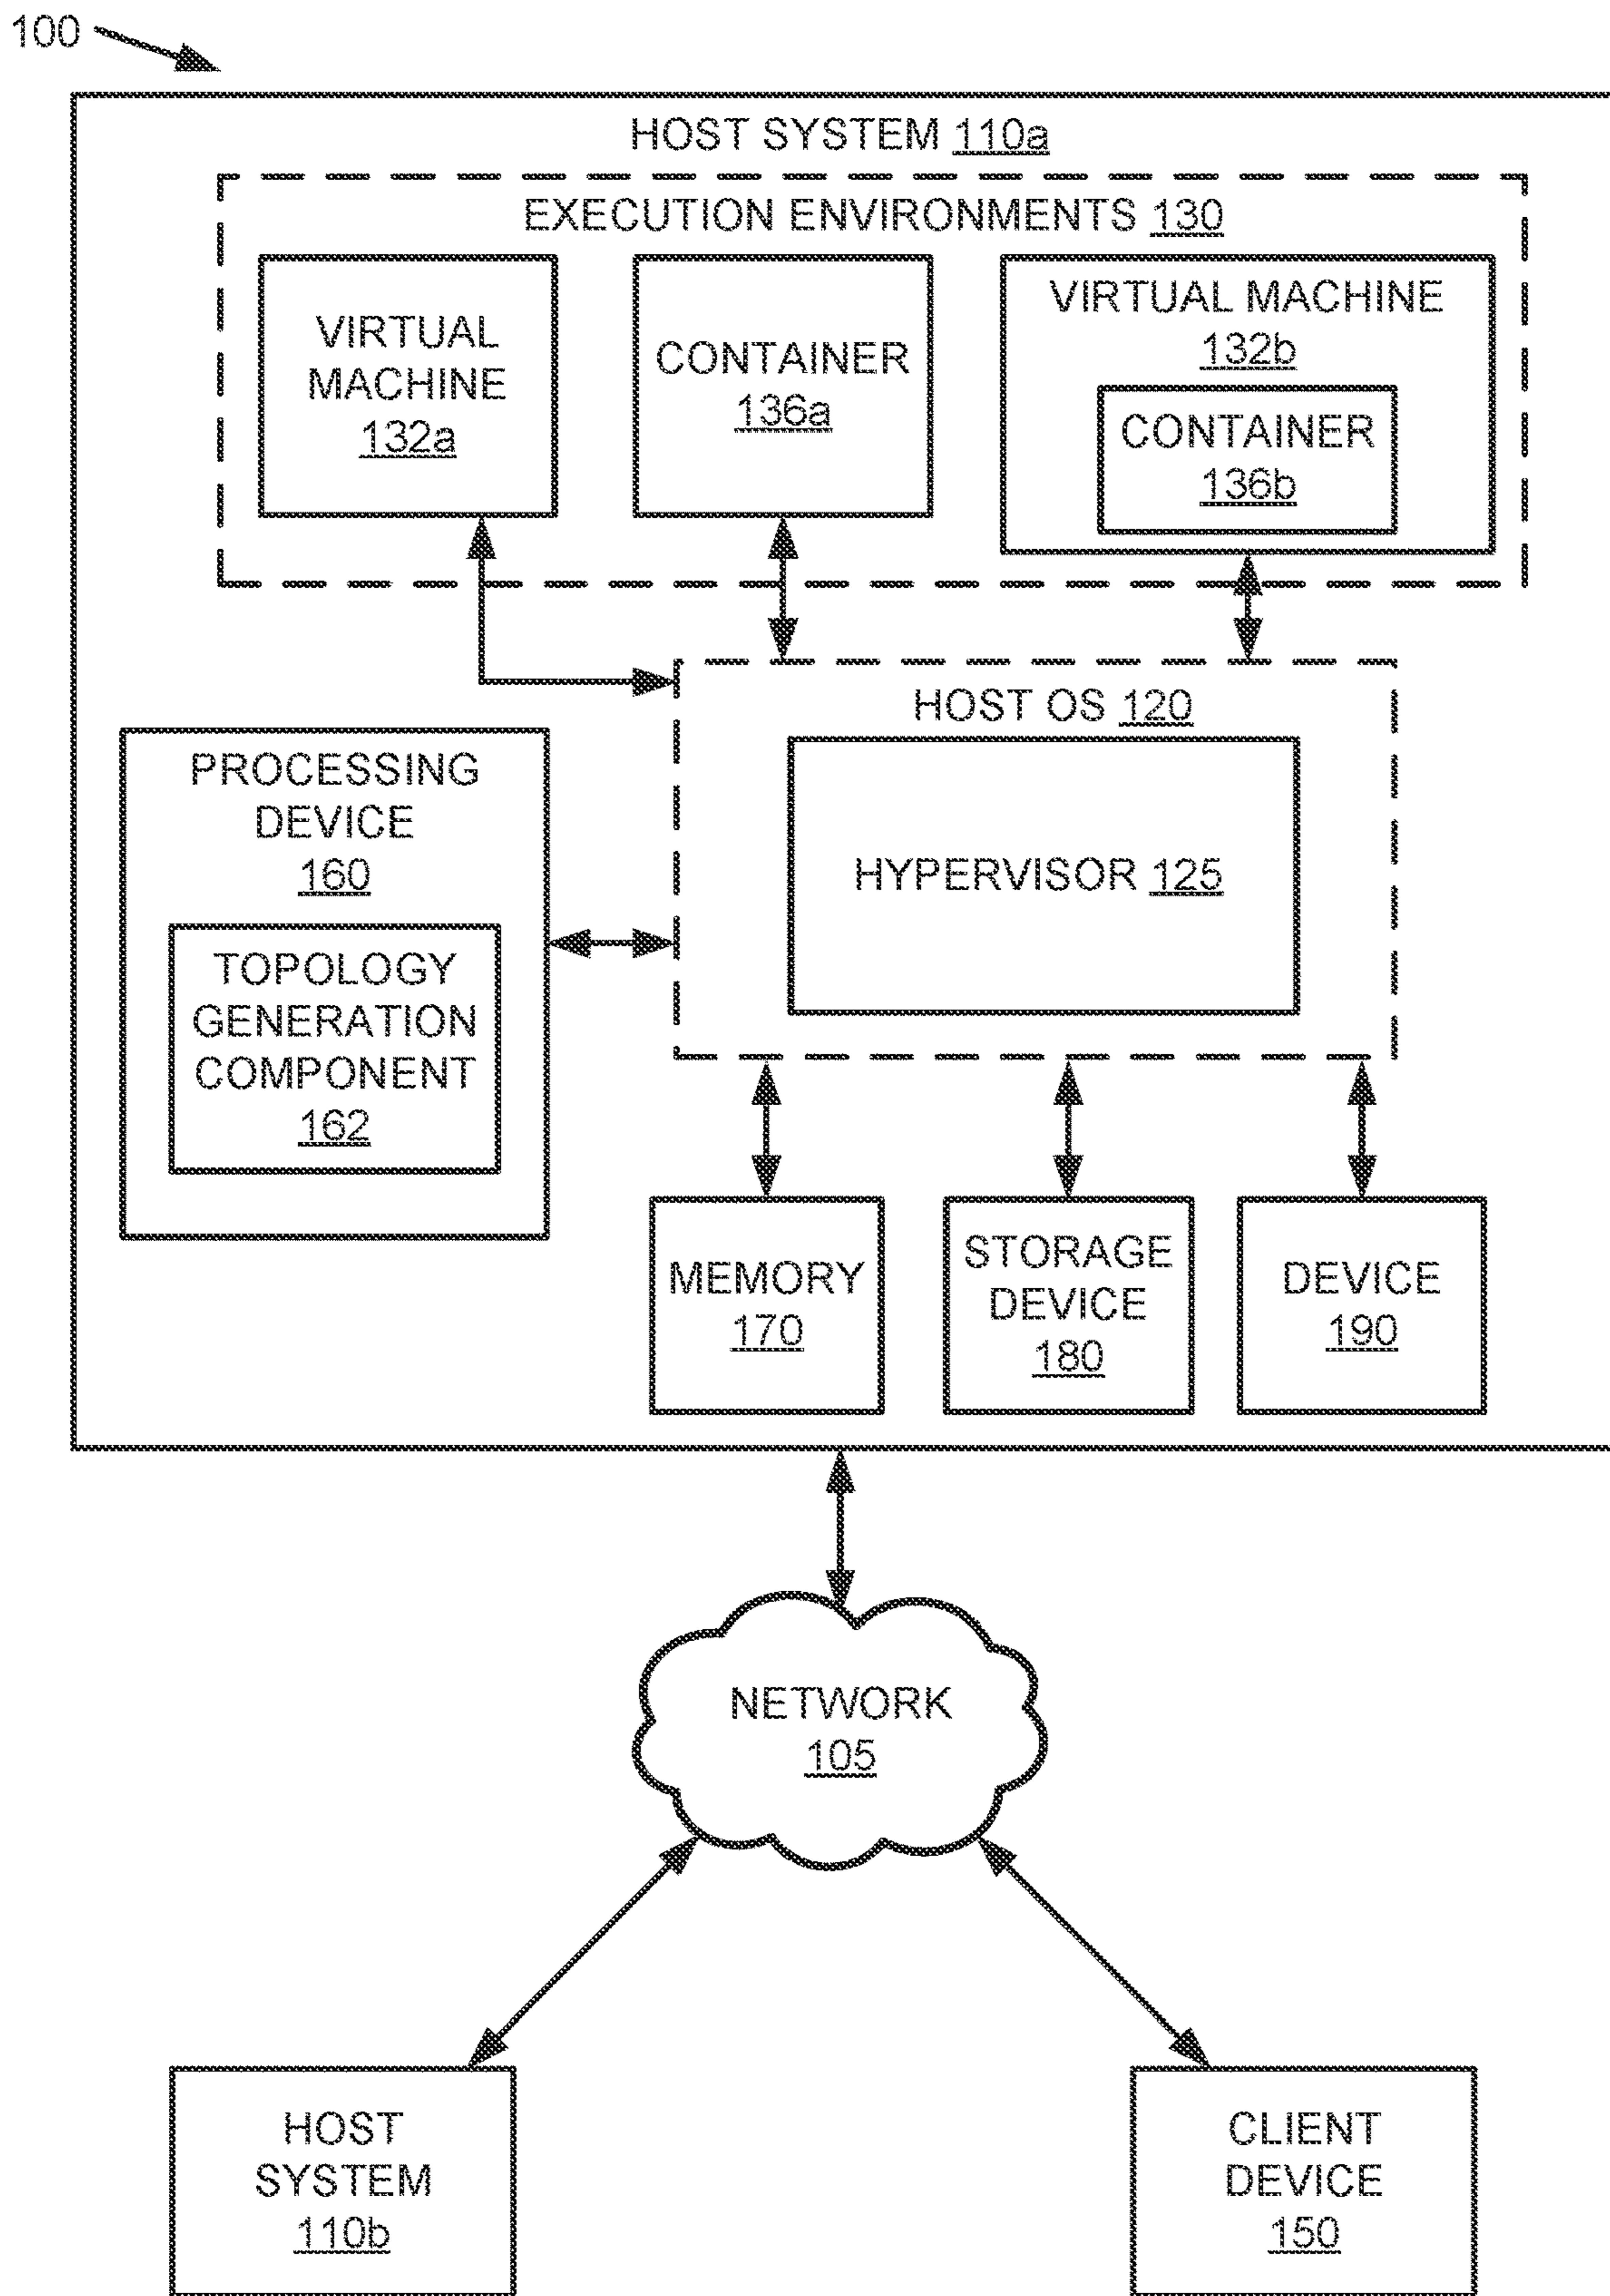 100
HOST SYSTEM 110a
EXECUTION ENVIRONMENTS 130
VIRTUAL
MACHINE
132a
CONTAINER
136a
VIRTUAL MACHINE
132b
CONTAINER
136b
HOST OS 120
HYPERVISOR 125
PROCESSING
DEVICE
160
TOPOLOGY
GENERATION
COMPONENT
162
MEMORY
170
STORAGE
DEVICE
180
DEVICE
190
NETWORK
105
HOST
SYSTEM
110b
CLIENT
DEVICE
150